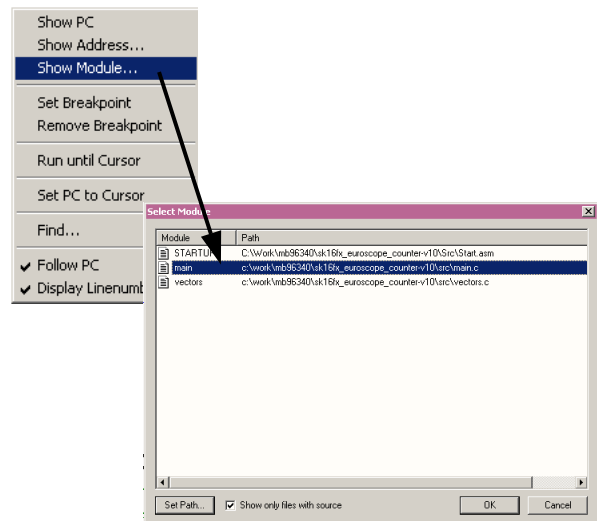 Show PC
Show Address...
Show Module...
Set Breakpoint
Remove Breakpoint
Run until Cursor
Set PC to Cursor
Find...
Follow PC
Display Linenumb
Select Module
Module Path
STARTUP C:\Work\mb96340\sk16fx_euroscope_counter-v10\Src\Start.asm
main c:\work\mb96340\sk16fx_euroscope_counter-v10\src\main.c
vectors c:\work\mb96340\sk16fx_euroscope_counter-v10\src\vectors.c
Set Path... Show only files with source OK Cancel